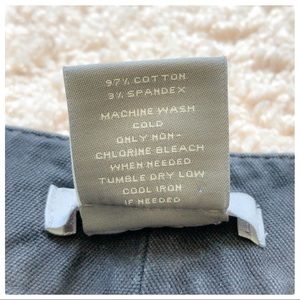 97% COTTON
3% SPANDEX
MACHINE WASH
COLD
ONLY NON-
CHLORINE BLEACH
WHEN NEEDED
TUMBLE DRY LOW
COOL IRON
IF NEEDED